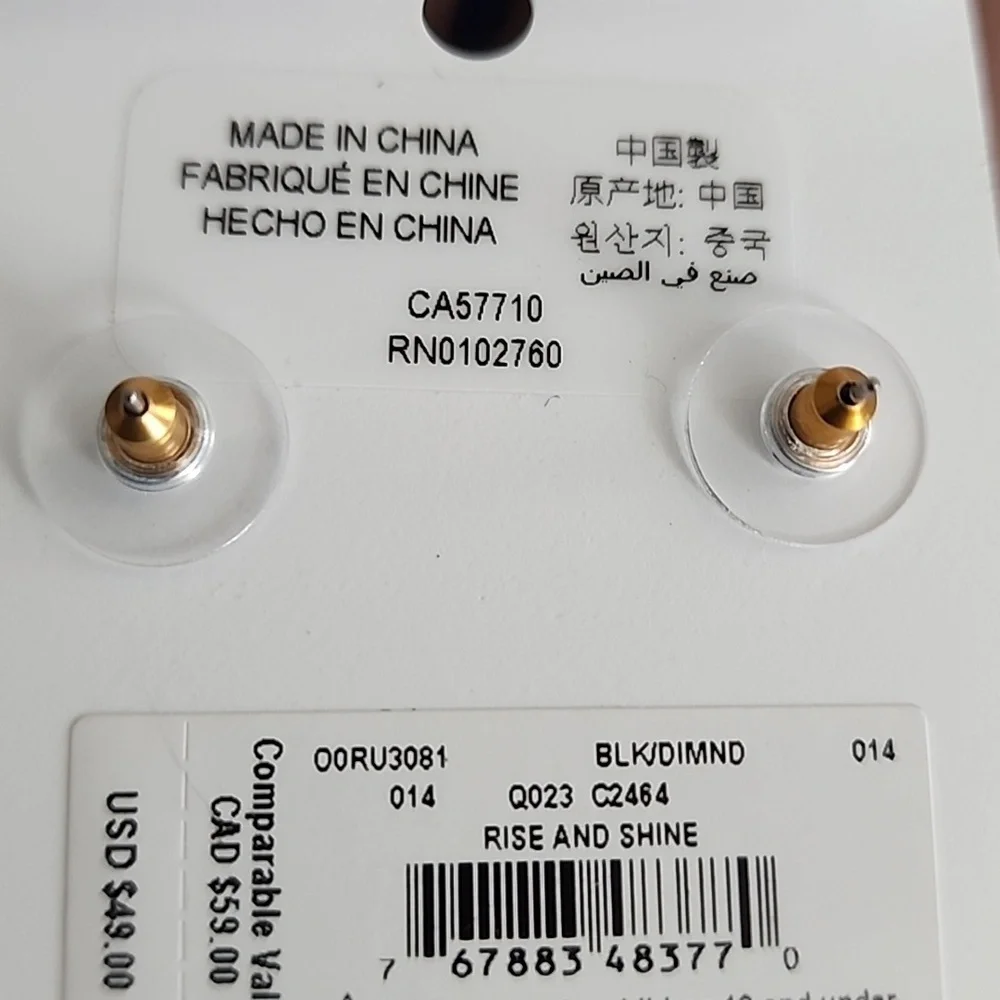 MADE IN CHINA
FABRIQUÉ EN CHINE
HECHO EN CHINA
中国製
原产地: 中国
원산지: 중국
صنع في الصين
CA57710
RN0102760
O0RU3081 BLK/DIMND 014
014 Q023 C2464
RISE AND SHINE
7 67883 48377 0
and under
Comparable
CAD $59.00
USD $49.00